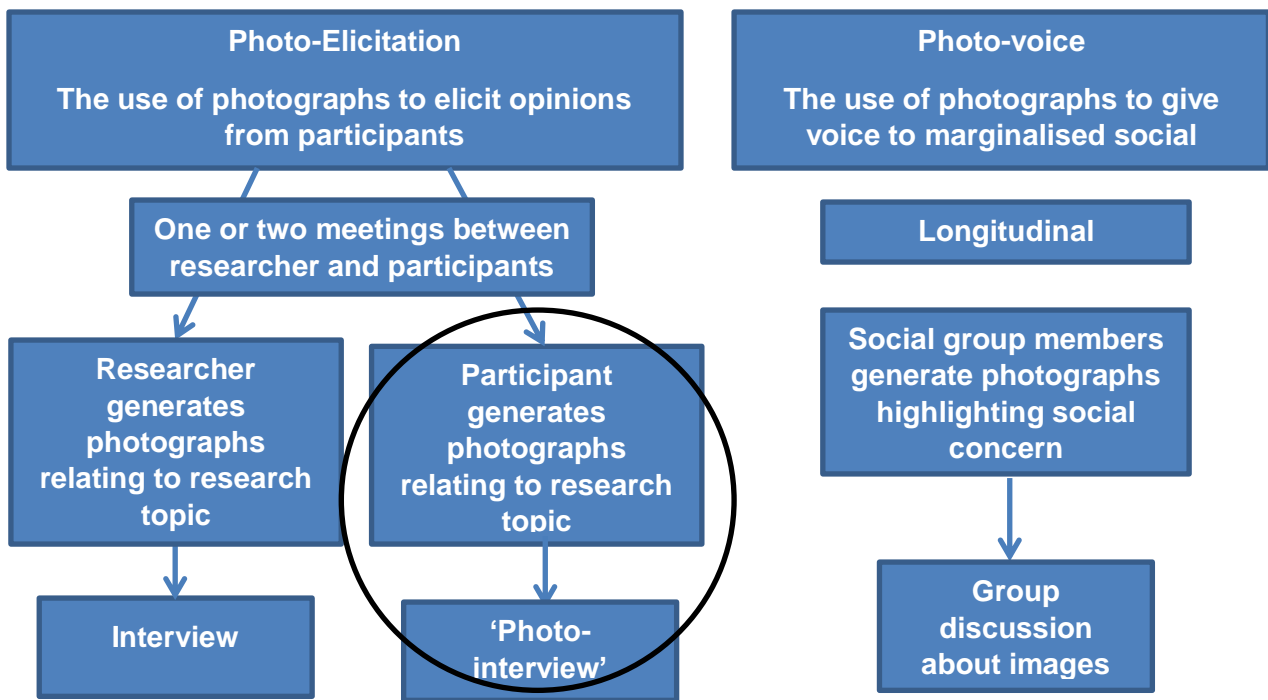 Photo-Elicitation
The use of photographs to elicit opinions
from participants
One or two meetings between
researcher and participants
Researcher
generates
photographs
relating to research
topic
Interview
Participant
generates
photographs
relating to research
topic
‘Photo-
interview’
Photo-voice
The use of photographs to give
voice to marginalised social
Longitudinal
Social group members
generate photographs
highlighting social
concern
Group
discussion
about images